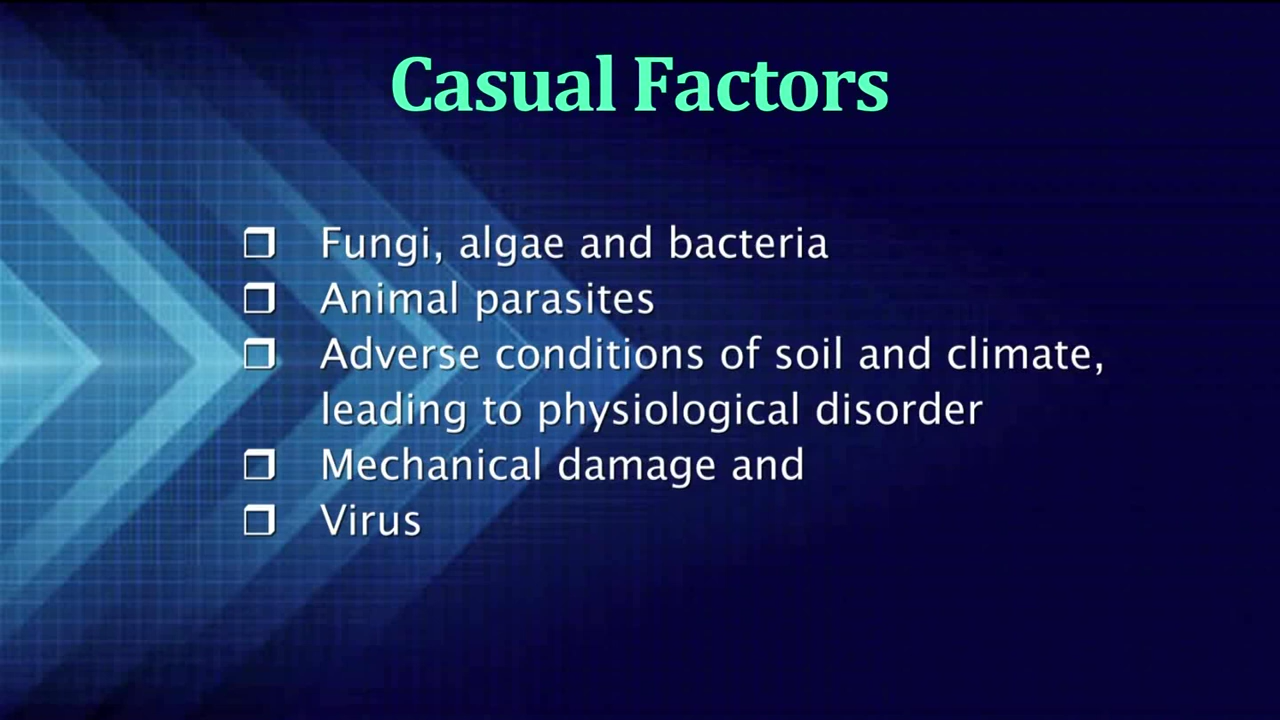 Casual Factors
❒ Fungi, algae and bacteria
❒ Animal parasites
❒ Adverse conditions of soil and climate,
leading to physiological disorder
❒ Mechanical damage and
❒ Virus